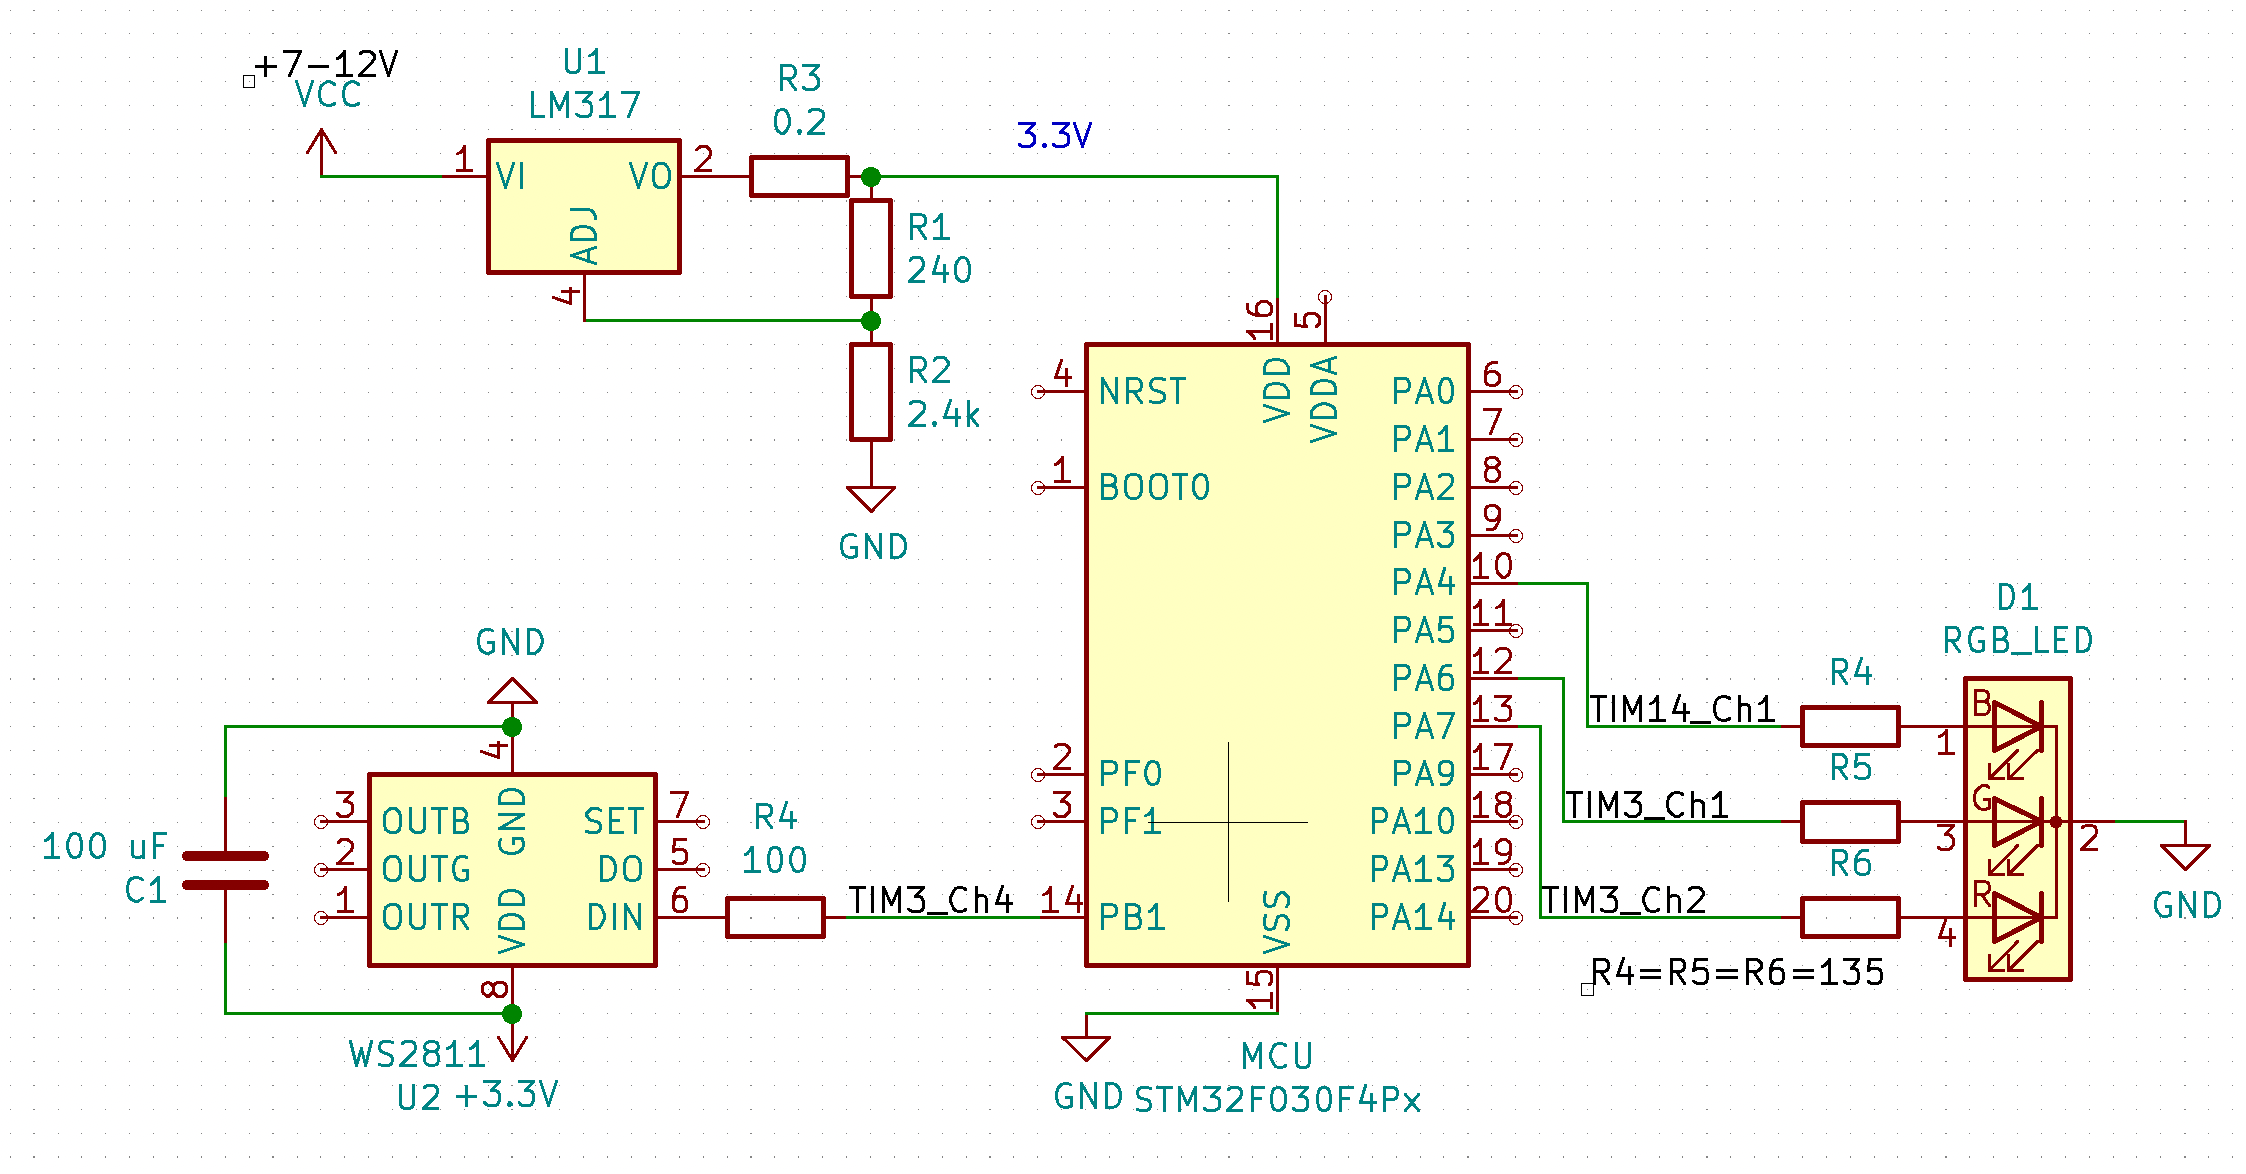 +7-12V
VCC
U1
LM317
1
VI
VO
2
ADJ
4
R3
0.2
3.3V
R1
240
R2
2.4k
GND
16
5
VDD
VDDA
4
NRST
1
BOOT0
2
PF0
3
PF1
14
PB1
VSS
15
PA0
6
PA1
7
PA2
8
PA3
9
PA4
10
PA5
11
PA6
12
PA7
13
PA9
17
PA10
18
PA13
19
PA14
20
GND
MCU
STM32F030F4Px
GND
4
3
OUTB
2
OUTG
1
OUTR
GND
VDD
SET
7
DO
5
DIN
6
8
100 uF
C1
WS2811
U2
+3.3V
R4
100
TIM3_Ch4
TIM14_Ch1
TIM3_Ch1
TIM3_Ch2
R4
R5
R6
R4=R5=R6=135
D1
RGB_LED
B
1
G
3
R
4
2
GND